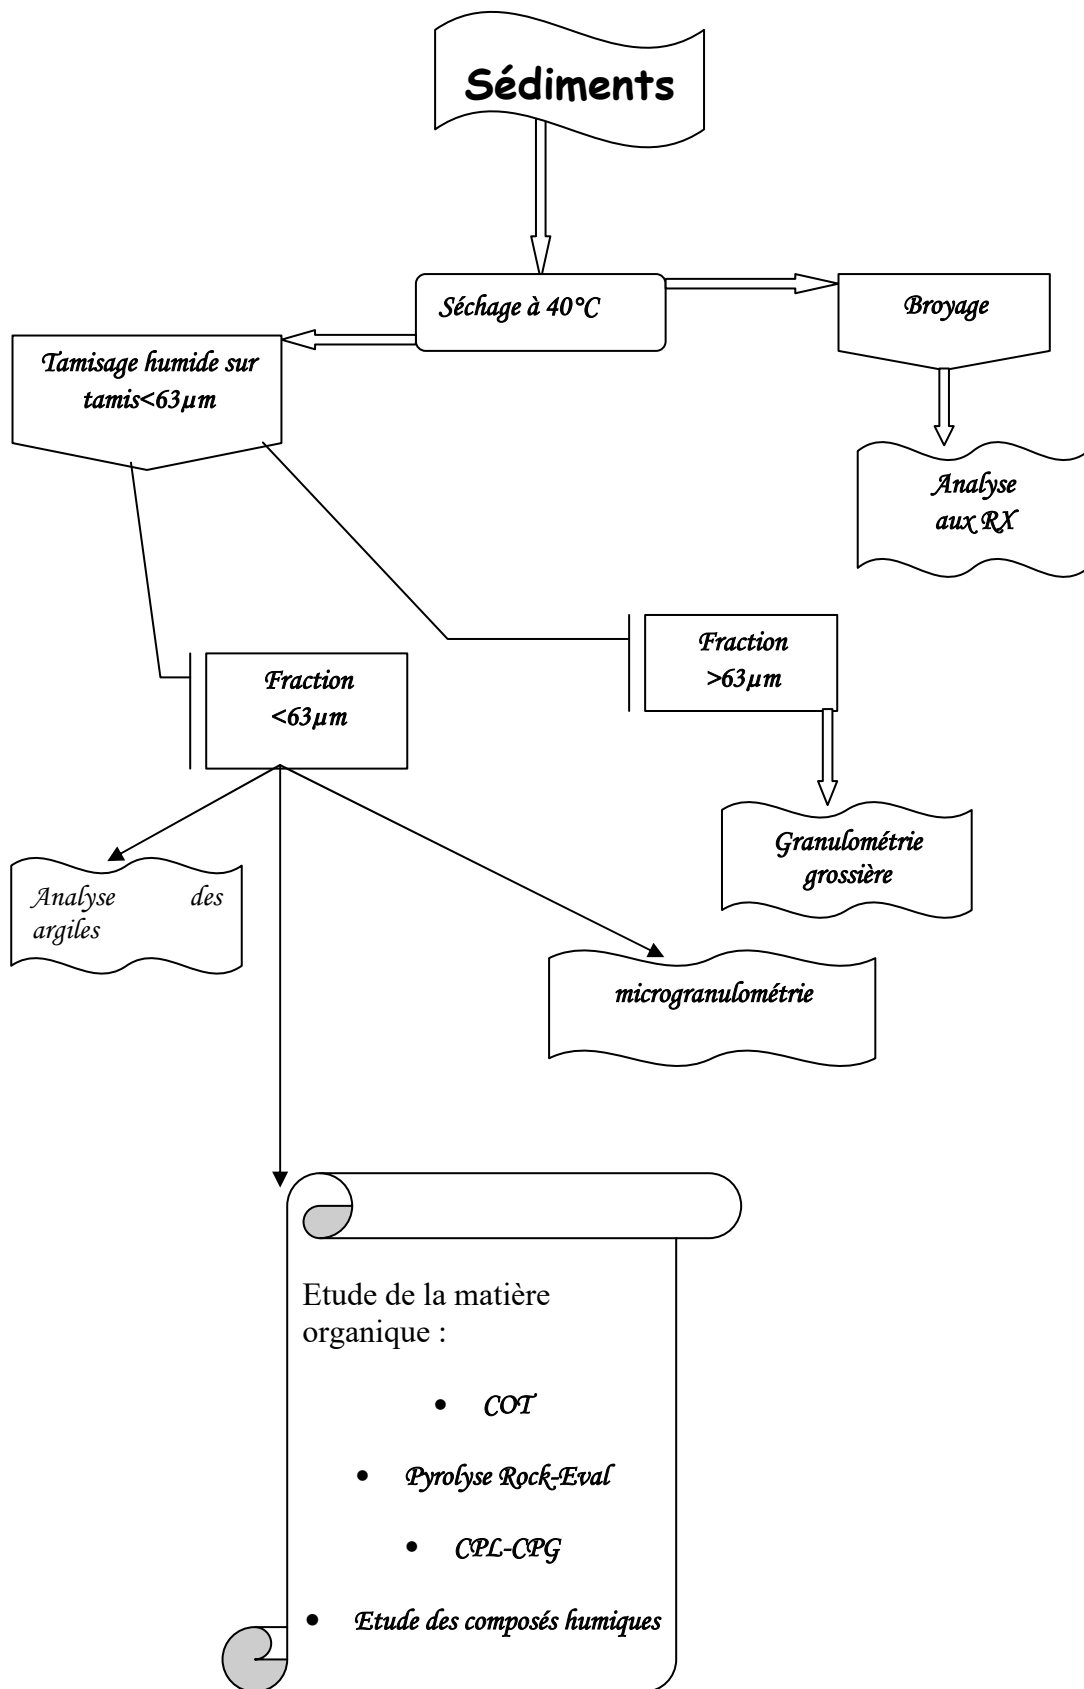 Sédiments
Séchage à 40°C
Broyage
Tamisage humide sur
tamis<63µm
Analyse
aux RX
Fraction
>63µm
Fraction
<63µm
Granulométrie
grossière
Analyse des
argiles
microgranulométrie
Etude de la matière
organique :
• COT
• Pyrolyse Rock-Eval
• CPL-CPG
• Etude des composés humiques